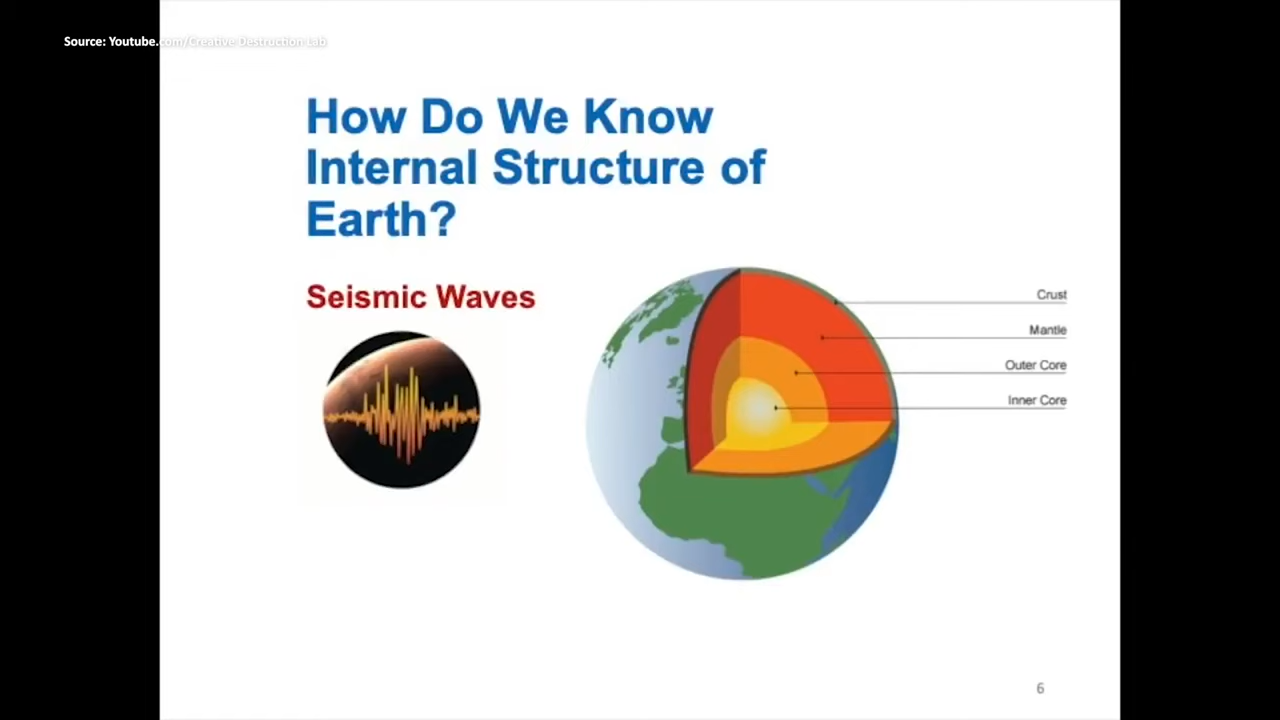 Source: Youtube.com/Creative Destruction Lab
How Do We Know
Internal Structure of
Earth?
Seismic Waves
Crust
Mantle
Outer Core
Inner Core
6